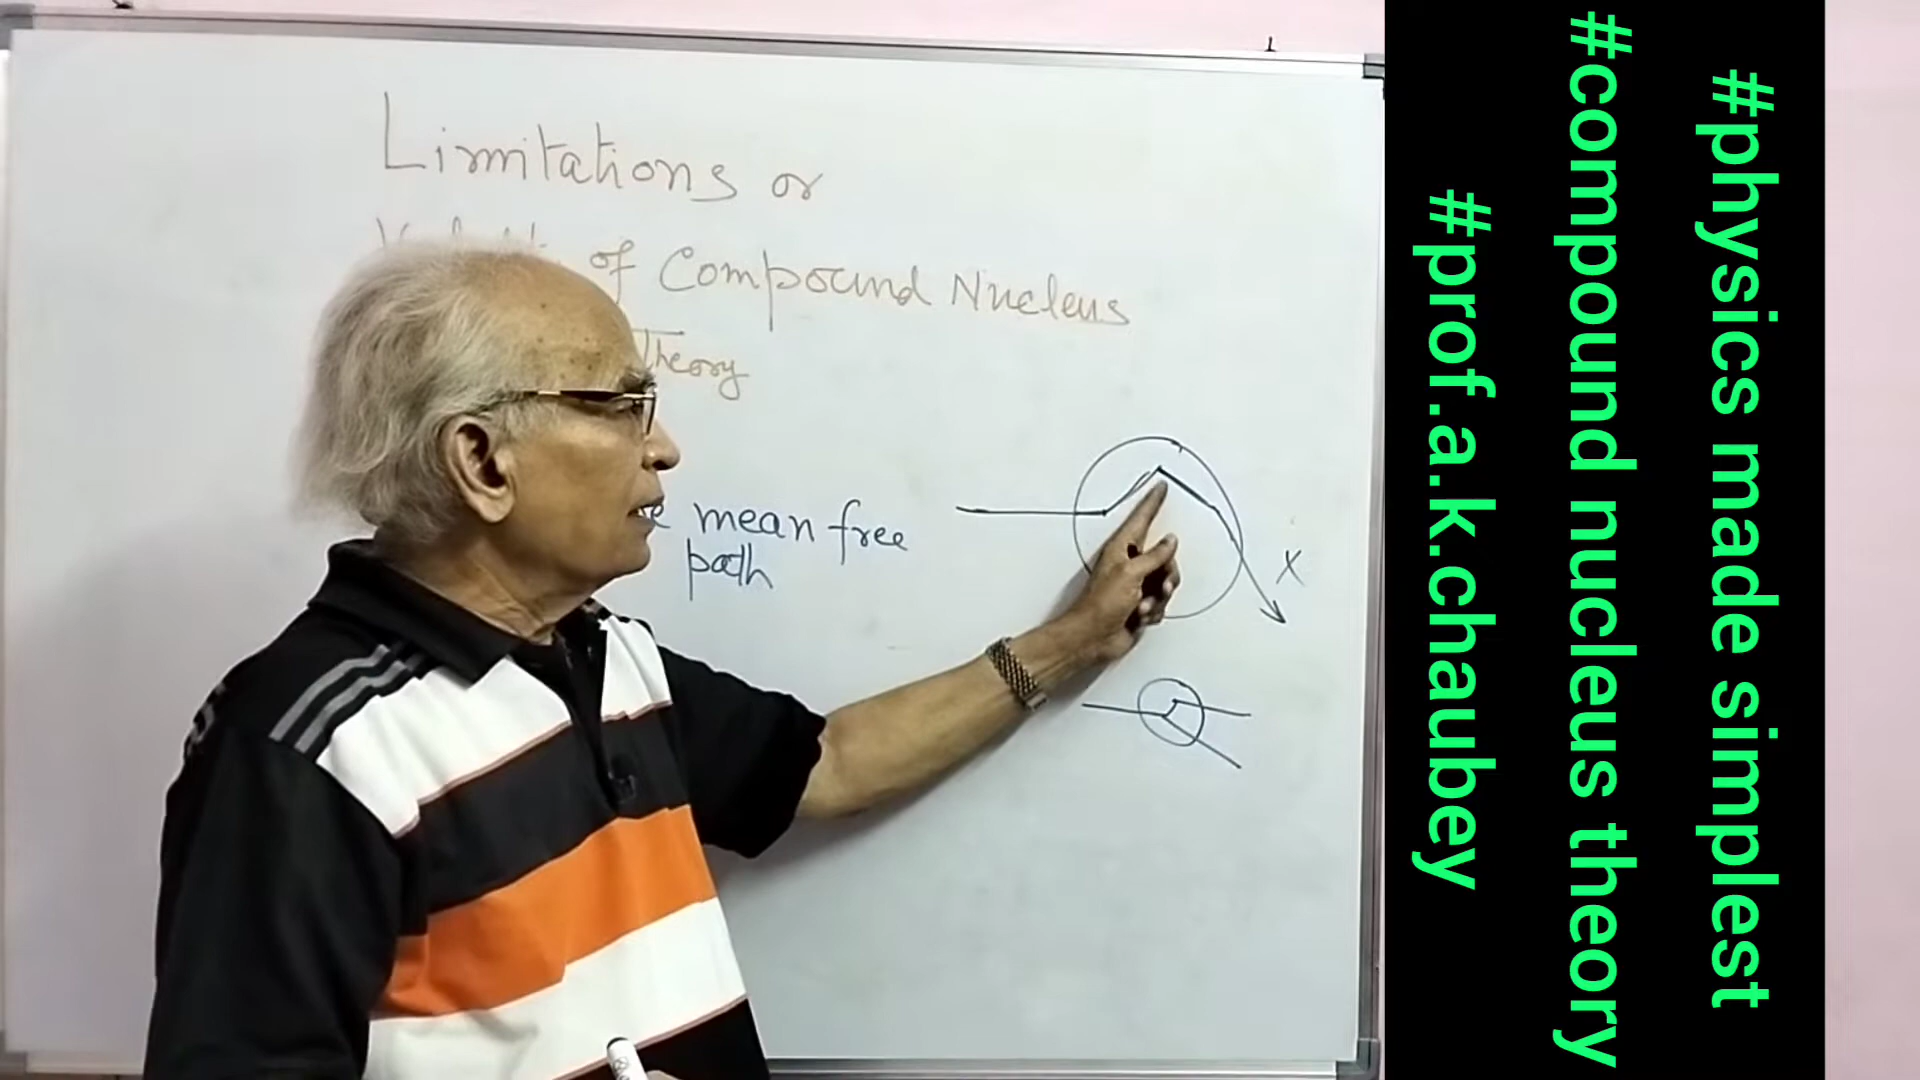 Limitations or
of Compound Nucleus
Theory
mean free
path
X
#physics made simplest
#compound nucleus theory
#prof.a.k.chaubey